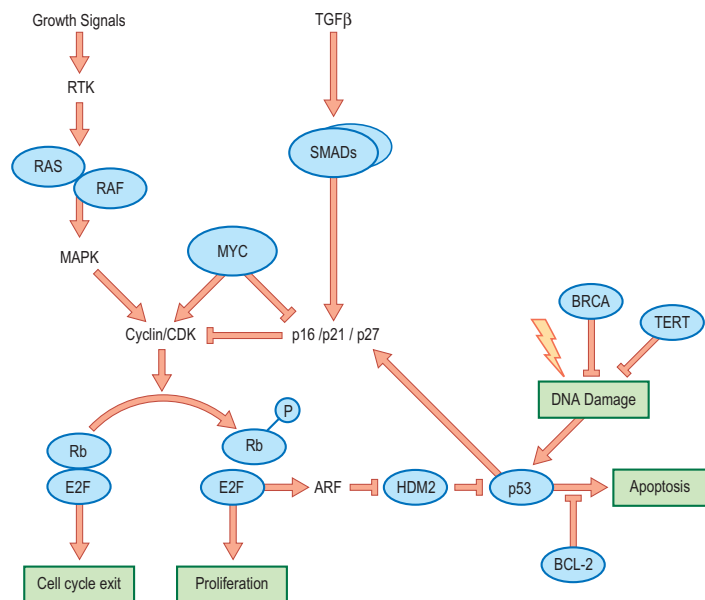 Growth Signals
TGFβ
RTK
RAS
RAF
SMADs
MAPK
MYC
BRCA
TERT
Cyclin/CDK
p16 /p21 / p27
DNA Damage
P
Rb
Rb
E2F
E2F
ARF
HDM2
p53
Apoptosis
BCL-2
Cell cycle exit
Proliferation